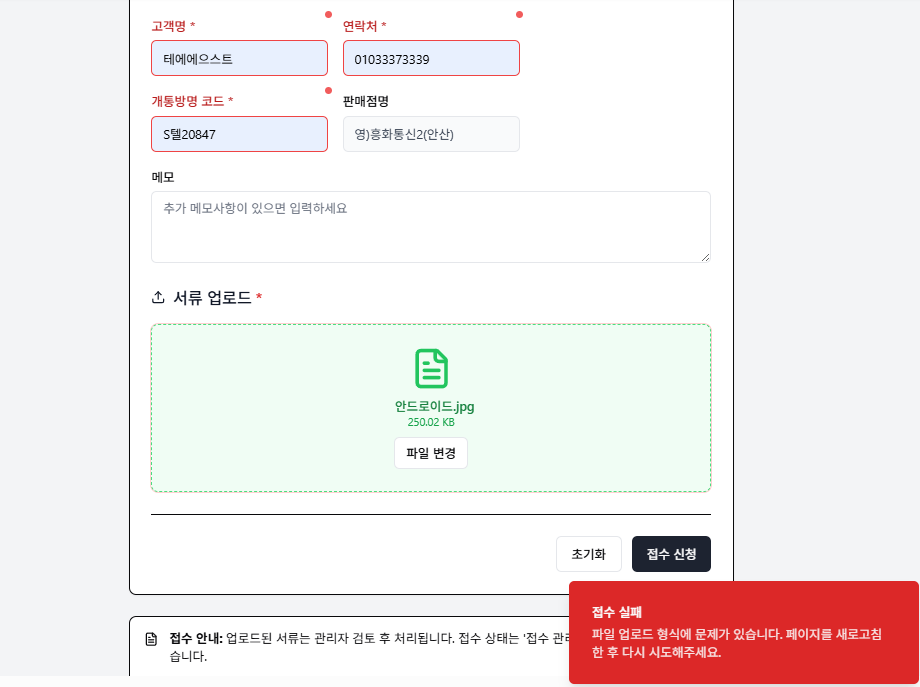 고객명 *
연락처 *
테에에으스트
01033373339
개통방명 코드 *
판매점명
S텔20847
영)흥화통신2(안산)
메모
추가 메모사항이 있으면 입력하세요
서류 업로드 *
안드로이드.jpg
250.02 KB
파일 변경
초기화
접수 신청
접수 안내: 업로드된 서류는 관리자 검토 후 처리됩니다. 접수 상태는 '접수 관리
습니다.
접수 실패
파일 업로드 형식에 문제가 있습니다. 페이지를 새로고침
한 후 다시 시도해주세요.